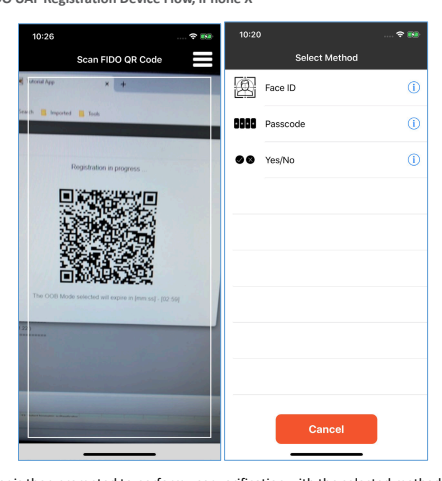 UAF Registration Device Flow, iPhone X
10:26
Scan FIDO QR Code
Tutorial App
x +
Imported Tools
Registration in progress...
The OOB Mode selected will expire in [mm:ss] - [02:59]
10:20
Select Method
Face ID
Passcode
Yes/No
Cancel
is then prompted to perform user verification with the selected method